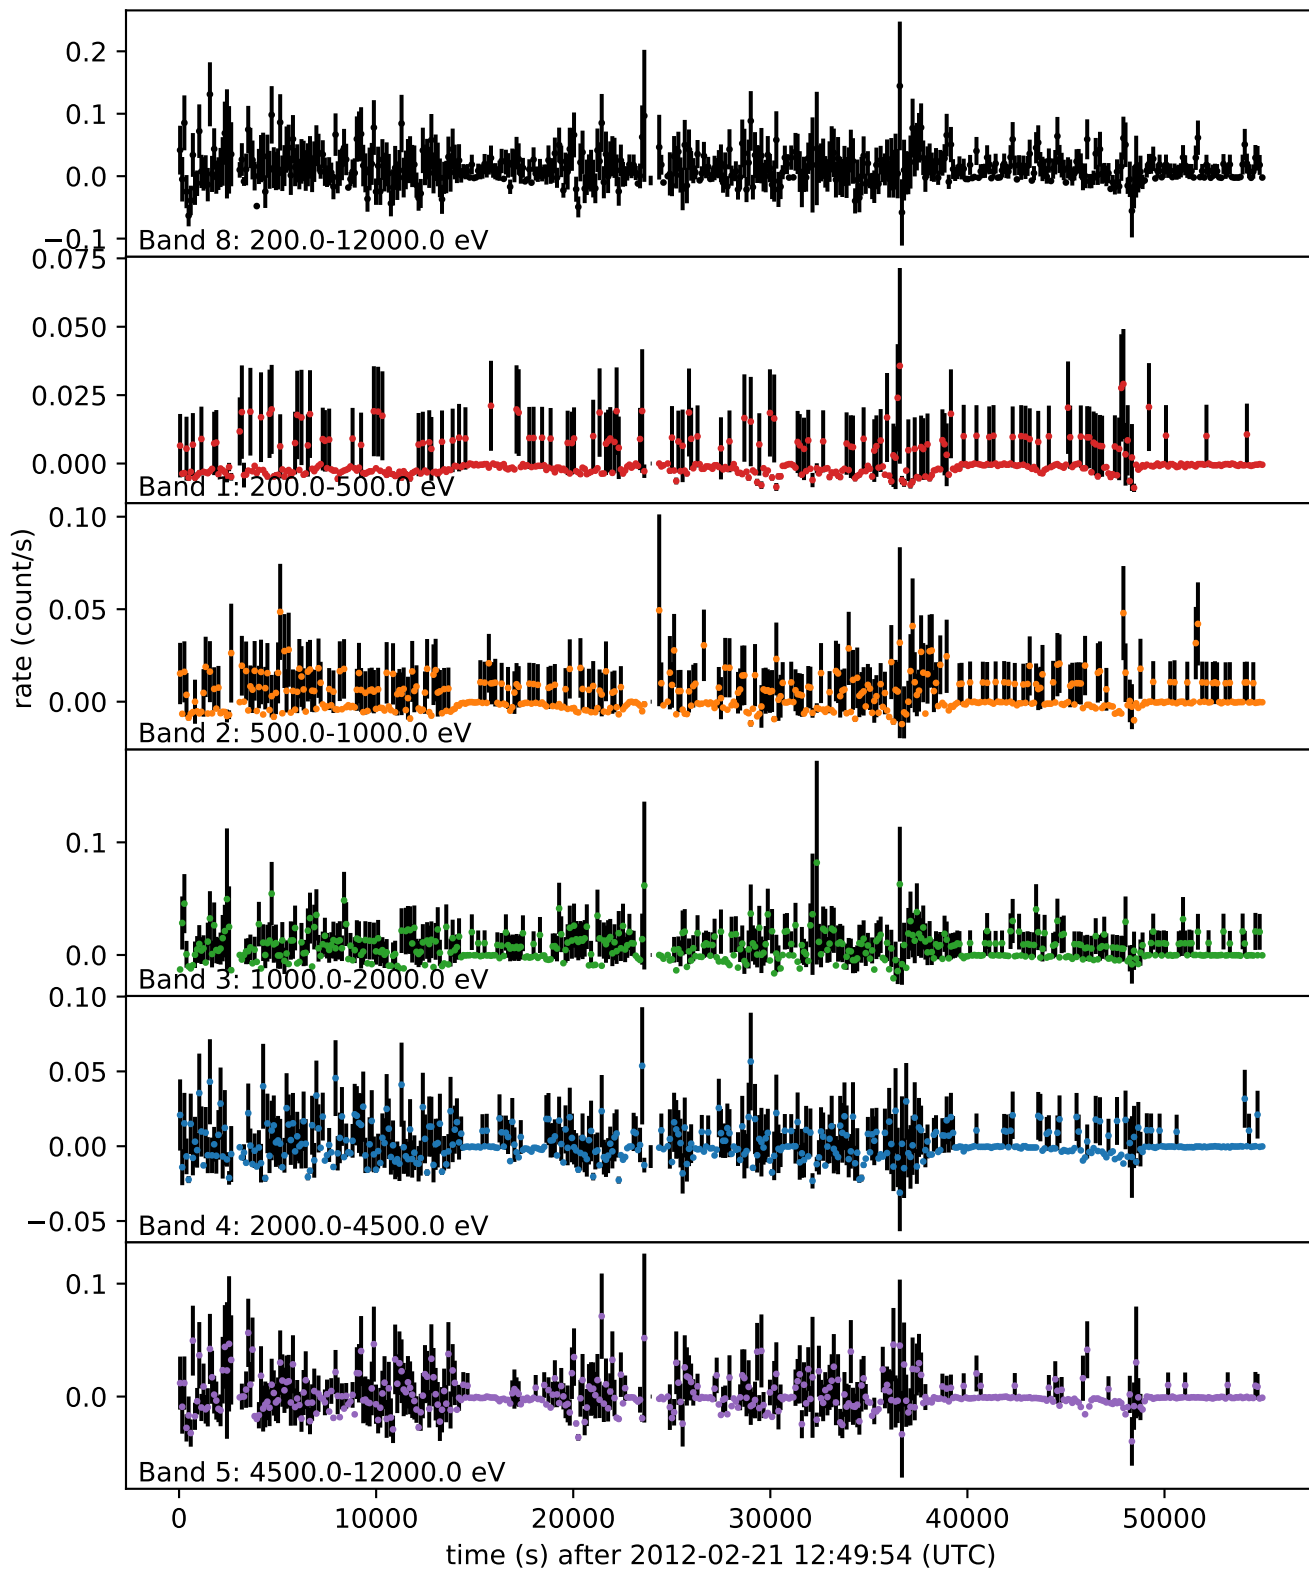 0.2
0.1
0.0
−0.1
Band 8: 200.0-12000.0 eV
0.075
0.050
0.025
0.000
Band 1: 200.0-500.0 eV
0.10
0.05
0.00
Band 2: 500.0-1000.0 eV
rate (count/s)
0.1
0.0
Band 3: 1000.0-2000.0 eV
0.10
0.05
0.00
−0.05
Band 4: 2000.0-4500.0 eV
0.1
0.0
Band 5: 4500.0-12000.0 eV
0 10000 20000 30000 40000 50000
time (s) after 2012-02-21 12:49:54 (UTC)